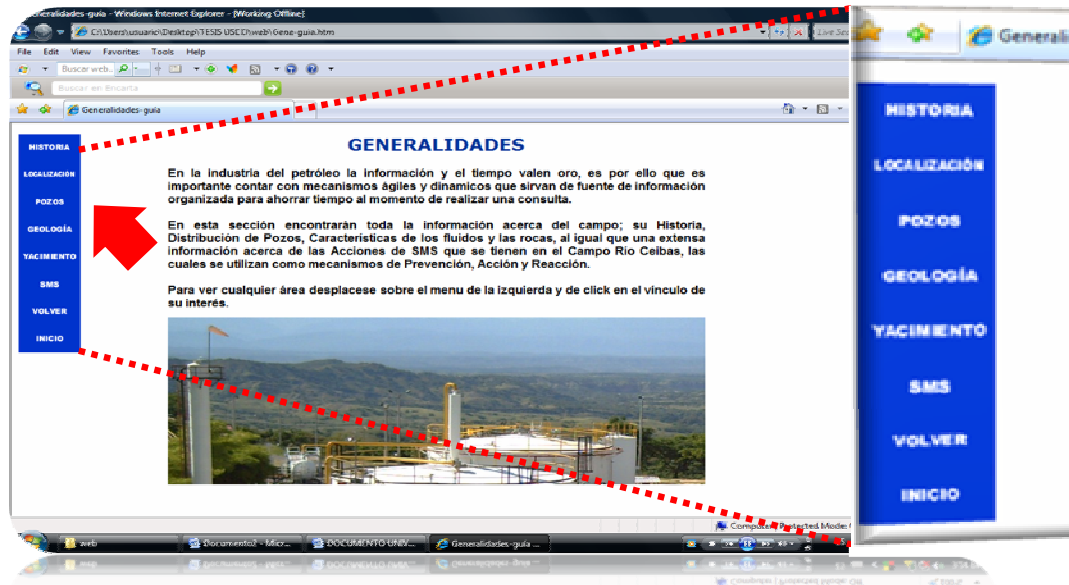 Generalidades-guia - Windows Internet Explorer - [Working Offline]
C:\Users\usuario\Desktop\TESIS USCO\web\Gene-guia.htm
File Edit View Favorites Tools Help
Buscar web...
Buscar en Encarta
Generalidades-guia
HISTORIA
LOCALIZACIÓN
POZOS
GEOLOGÍA
YACIMIENTO
SMS
VOLVER
INICIO
GENERALIDADES
En la industria del petróleo la información y el tiempo valen oro, es por ello que es
importante contar con mecanismos ágiles y dinamicos que sirvan de fuente de información
organizada para ahorrar tiempo al momento de realizar una consulta.
En esta sección encontrarán toda la información acerca del campo; su Historia,
Distribución de Pozos, Caracteristicas de los fluidos y las rocas, al igual que una extensa
información acerca de las Acciones de SMS que se tienen en el Campo Río Ceibas, las
cuales se utilizan como mecanismos de Prevención, Acción y Reacción.
Para ver cualquier área desplacese sobre el menu de la izquierda y de click en el vínculo de
su interés.
Computer | Protected Mode:
web
Documento2 - Micr...
DOCUMENTO UNIV...
Generalidades-guia ...
Generali
HISTORIA
LOCALIZACIÓN
POZOS
GEOLOGÍA
YACIMIENTO
SMS
VOLVER
INICIO